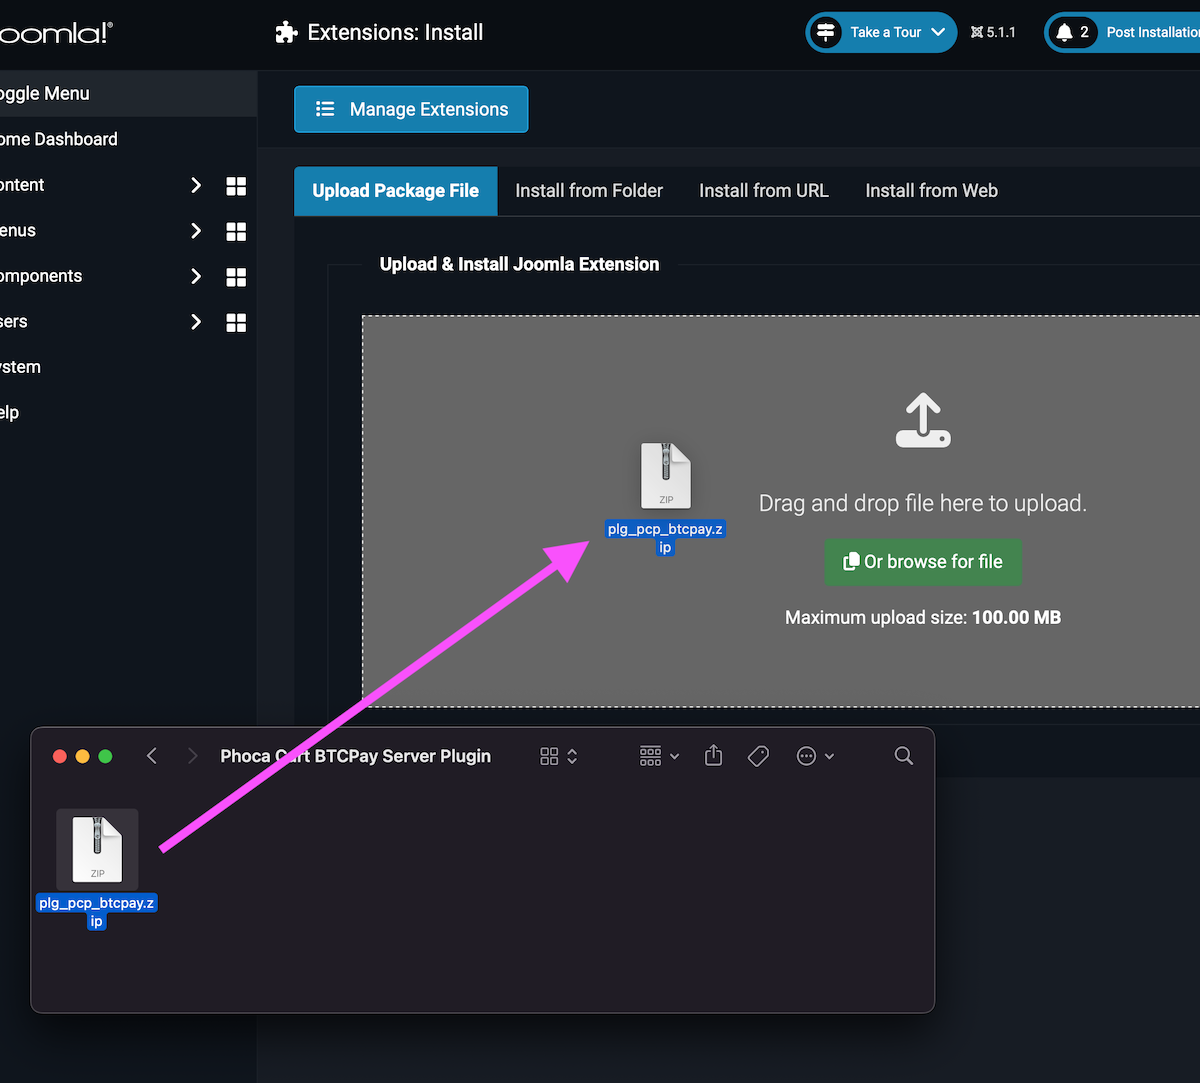 oomla!®
Extensions: Install
Take a Tour
5.1.1
2
Post Installatio
oggle Menu
ome Dashboard
ontent
enus
omponents
sers
ystem
elp
Manage Extensions
Upload Package File
Install from Folder
Install from URL
Install from Web
Upload & Install Joomla Extension
ZIP
plg_pcp_btcpay.z
ip
Drag and drop file here to upload.
Or browse for file
Maximum upload size: 100.00 MB
Phoca Cart BTCPay Server Plugin
ZIP
plg_pcp_btcpay.z
ip